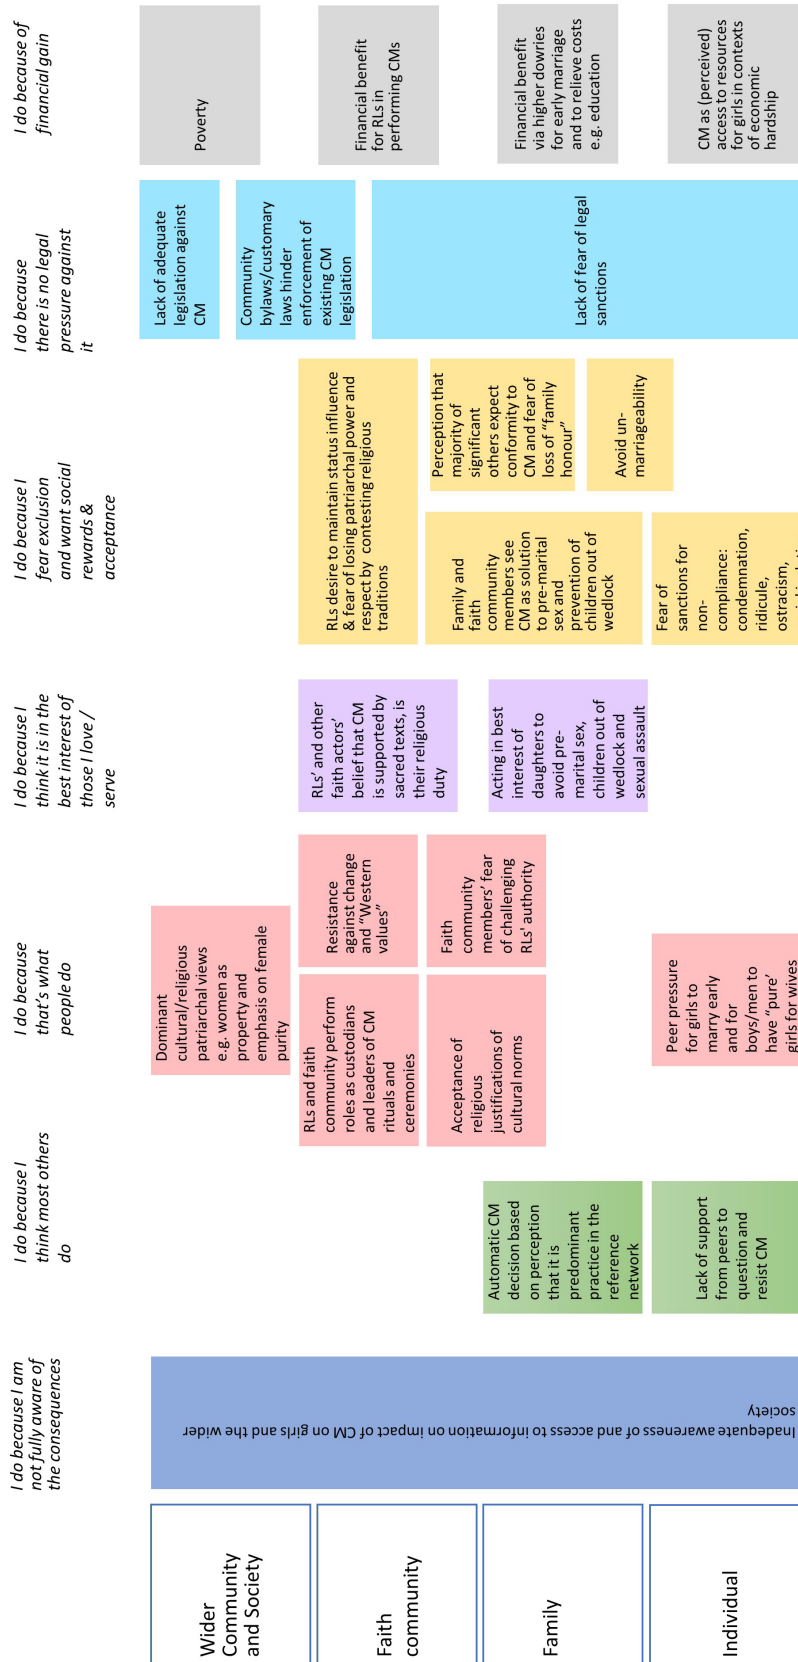 I do because I am
not fully aware of
the consequences
I do because I
think most others
do
I do because
that's what
people do
I do because I
think it is in the
best interest of
those I love /
serve
I do because I
fear exclusion
and want social
rewards &
acceptance
I do because
there is no legal
pressure against
it
I do because of
financial gain
Wider
Community
and Society
Inadequate awareness of and access to information on impact of CM on girls and the wider
society
Dominant
cultural/religious
patriarchal views
e.g. women as
property and
emphasis on female
purity
Lack of adequate
legislation against
CM
Community
bylaws/customary
laws hinder
enforcement of
existing CM
legislation
Poverty
Faith
community
RLs and faith
community perform
roles as custodians
and leaders of CM
rituals and
ceremonies
Resistance
against change
and “Western
values”
RLs’ and other
faith actors’
belief that CM
is supported by
sacred texts, is
their religious
duty
RLs desire to maintain status influence
& fear of losing patriarchal power and
respect by contesting religious
traditions
Financial benefit
for RLs in
performing CMs
Acceptance of
religious
justifications of
cultural norms
Faith
community
members’ fear
of challenging
RLs’ authority
Family and
faith
community
members see
CM as solution
to pre-marital
sex and
prevention of
children out of
wedlock
Perception that
majority of
significant
others expect
conformity to
CM and fear of
loss of “family
honour”
Lack of fear of legal
sanctions
Family
Automatic CM
decision based
on perception
that it is
predominant
practice in the
reference
network
Acting in best
interest of
daughters to
avoid pre-
marital sex,
children out of
wedlock and
sexual assault
Avoid un-
marriageability
Financial benefit
via higher dowries
for early marriage
and to relieve costs
e.g. education
Individual
Lack of support
from peers to
question and
resist CM
Peer pressure
for girls to
marry early
and for
boys/men to
have “pure’
girls for wives
Fear of
sanctions for
non-
compliance:
condemnation,
ridicule,
ostracism,
CM as (perceived)
access to resources
for girls in contexts
of economic
hardship